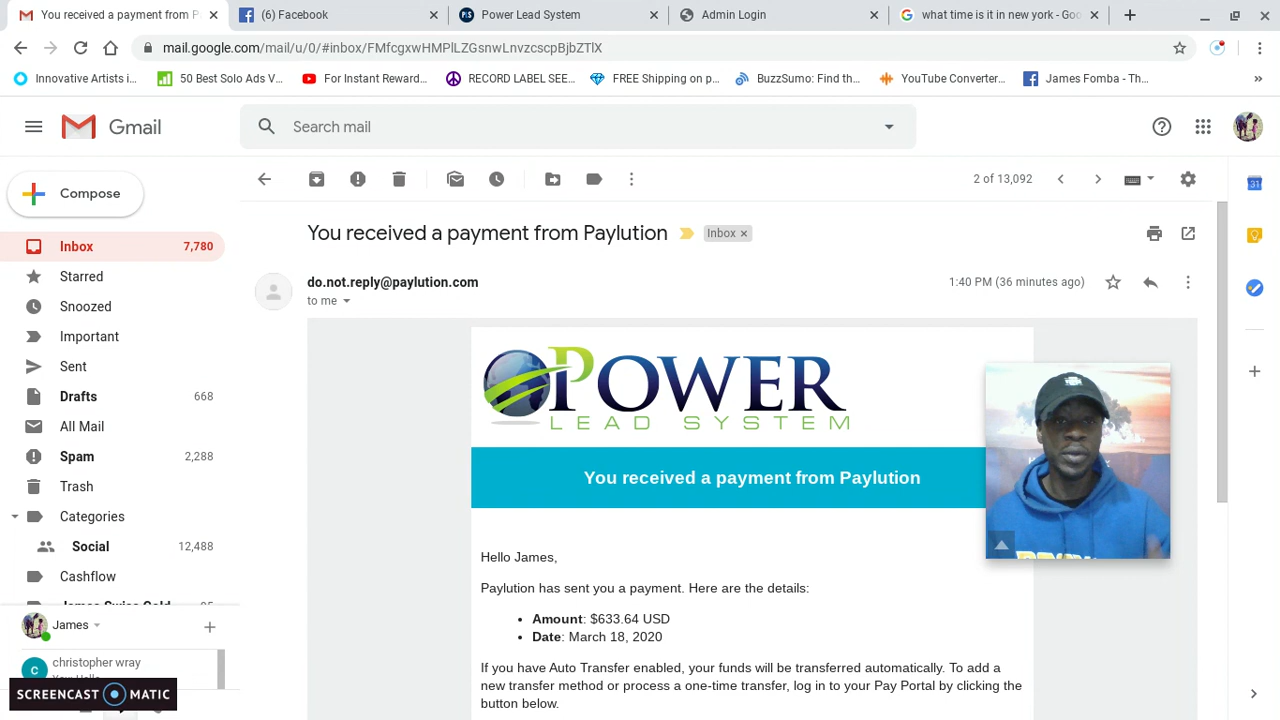 You received a payment from P
(6) Facebook
Power Lead System
Admin Login
what time is it in new york - Goo
mail.google.com/mail/u/0/#inbox/FMfcgxwHMPlLZGsnwLnvzcscpBjbZTlX
Innovative Artists i...
50 Best Solo Ads V...
For Instant Reward...
RECORD LABEL SEE...
FREE Shipping on p...
BuzzSumo: Find th...
YouTube Converter...
James Fomba - Th...
»
Gmail
Search mail
Compose
2 of 13,092
Inbox 7,780
Starred
Snoozed
Important
Sent
Drafts 668
All Mail
Spam 2,288
Trash
Categories
Social 12,488
Cashflow
James
christopher wray
You received a payment from Paylution
Inbox x
do.not.reply@paylution.com
1:40 PM (36 minutes ago)
to me
31
POWER
LEAD SYSTEM
You received a payment from Paylution
Hello James,
Paylution has sent you a payment. Here are the details:
• Amount: $633.64 USD
• Date: March 18, 2020
If you have Auto Transfer enabled, your funds will be transferred automatically. To add a
new transfer method or process a one-time transfer, log in to your Pay Portal by clicking the
button below.
SCREENCAST MATIC